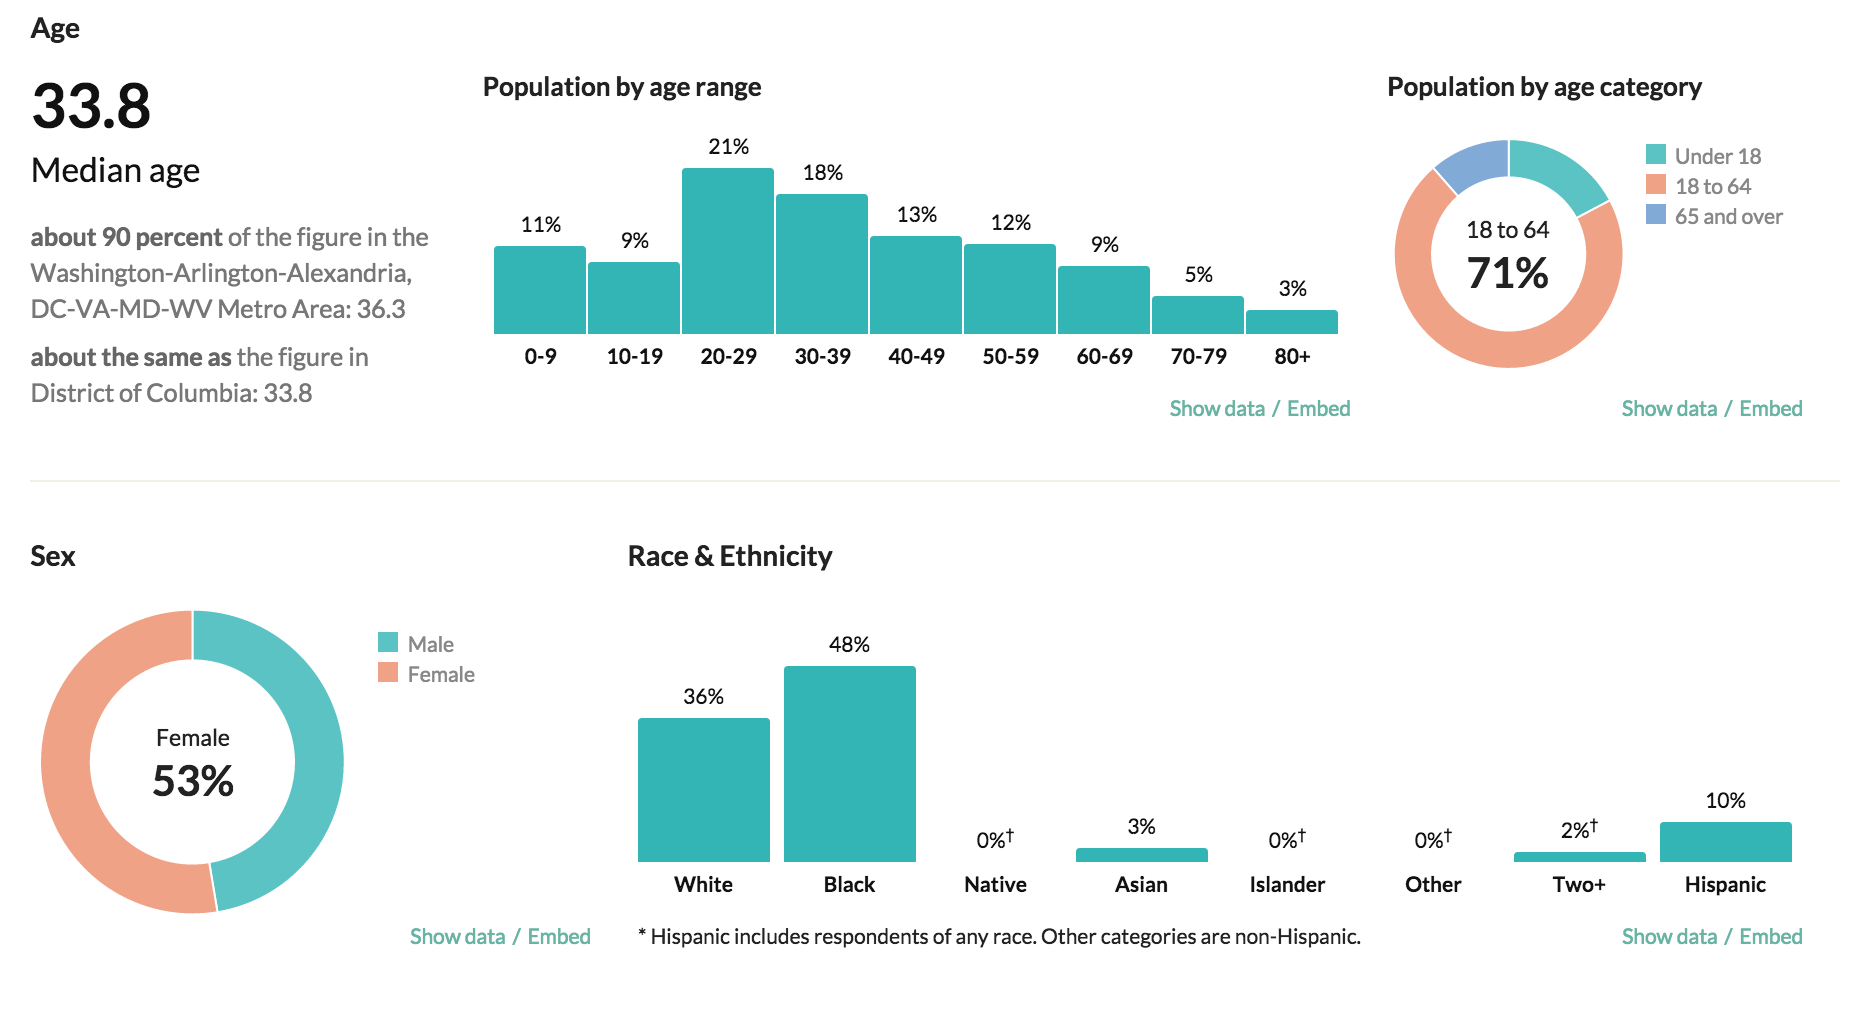 Age
33.8
Median age
about 90 percent of the figure in the
Washington-Arlington-Alexandria,
DC-VA-MD-WV Metro Area: 36.3
about the same as the figure in
District of Columbia: 33.8
Population by age range
11%
9%
21%
18%
13%
12%
9%
5%
3%
0-9
10-19
20-29
30-39
40-49
50-59
60-69
70-79
80+
Show data / Embed
Population by age category
18 to 64
71%
Under 18
18 to 64
65 and over
Show data / Embed
Sex
Female
53%
Male
Female
Show data / Embed
Race & Ethnicity
36%
48%
0%†
3%
0%†
0%†
2%†
10%
White
Black
Native
Asian
Islander
Other
Two+
Hispanic
* Hispanic includes respondents of any race. Other categories are non-Hispanic.
Show data / Embed